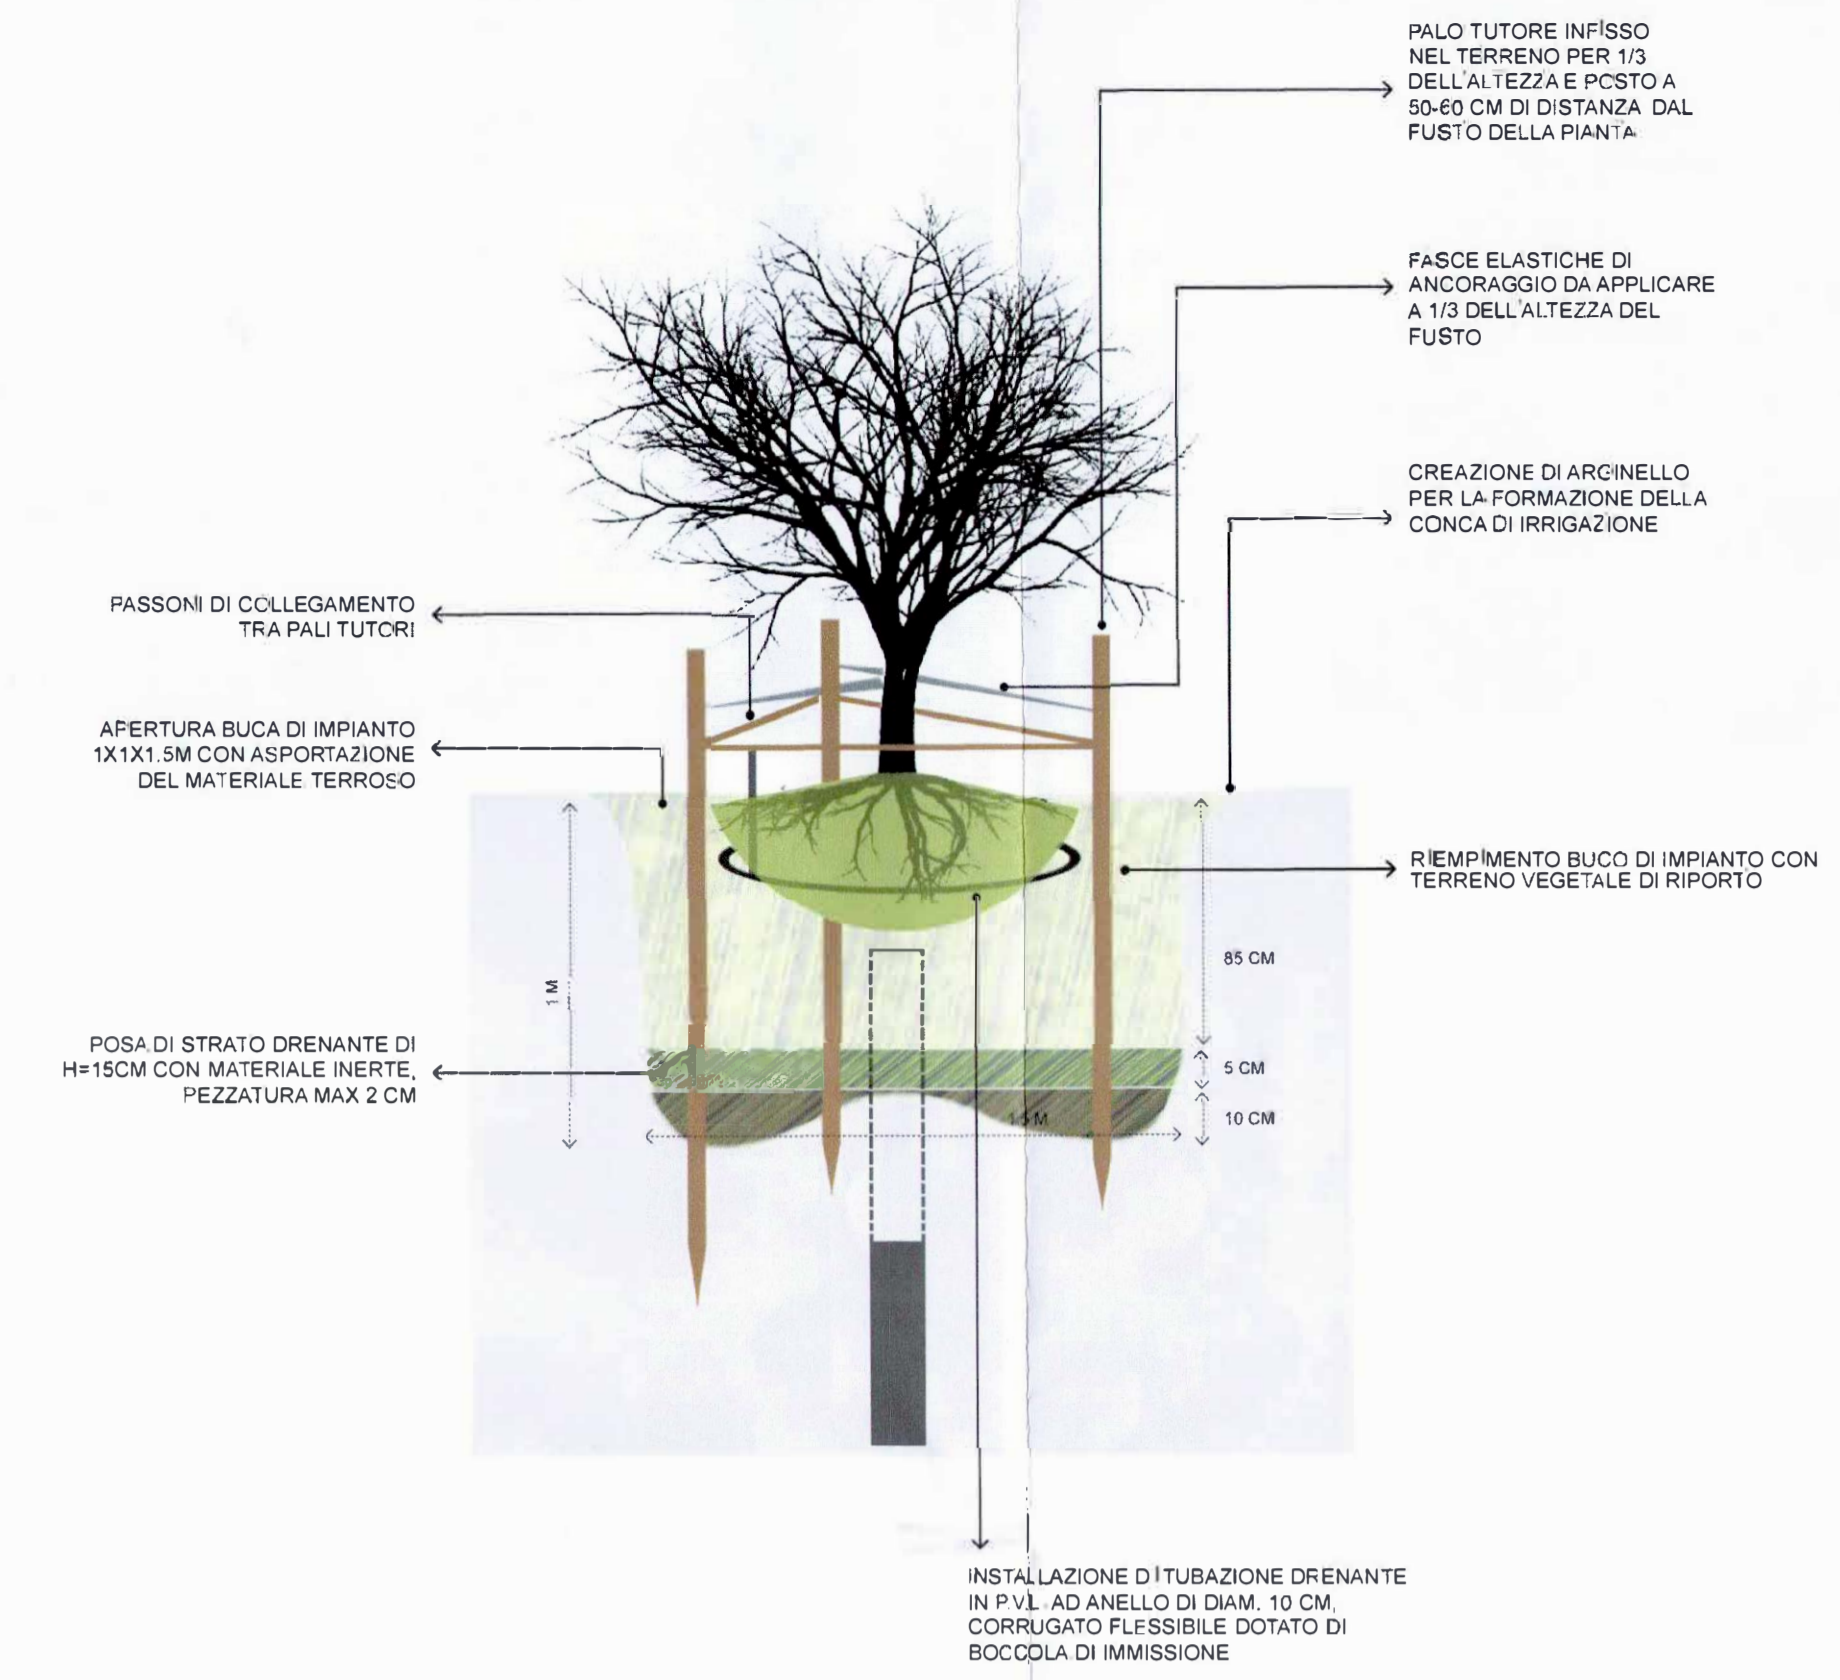 PALO TUTORE INFISSO
NEL TERRENO PER 1/3
DELL'ALTEZZA E POSTO A
50-60 CM DI DISTANZA DAL
FUSTO DELLA PIANTA
FASCE ELASTICHE DI
ANCORAGGIO DA APPLICARE
A 1/3 DELL'ALTEZZA DEL
FUSTO
CREAZIONE DI ARGINELLO
PER LA FORMAZIONE DELLA
CONCA DI IRRIGAZIONE
PASSONI DI COLLEGAMENTO
TRA PALI TUTORI
APERTURA BUCA DI IMPIANTO
1X1X1.5M CON ASPORTAZIONE
DEL MATERIALE TERROSO
RIEMPIMENTO BUCO DI IMPIANTO CON
TERRENO VEGETALE DI RIPORTO
85 CM
1 M
POSA DI STRATO DRENANTE DI
H=15CM CON MATERIALE INERTE,
PEZZATURA MAX 2 CM
5 CM
10 CM
1.5 M
INSTALLAZIONE DI TUBAZIONE DRENANTE
IN P.V.L. AD ANELLO DI DIAM. 10 CM,
CORRUGATO FLESSIBILE DOTATO DI
BOCCOLA DI IMMISSIONE